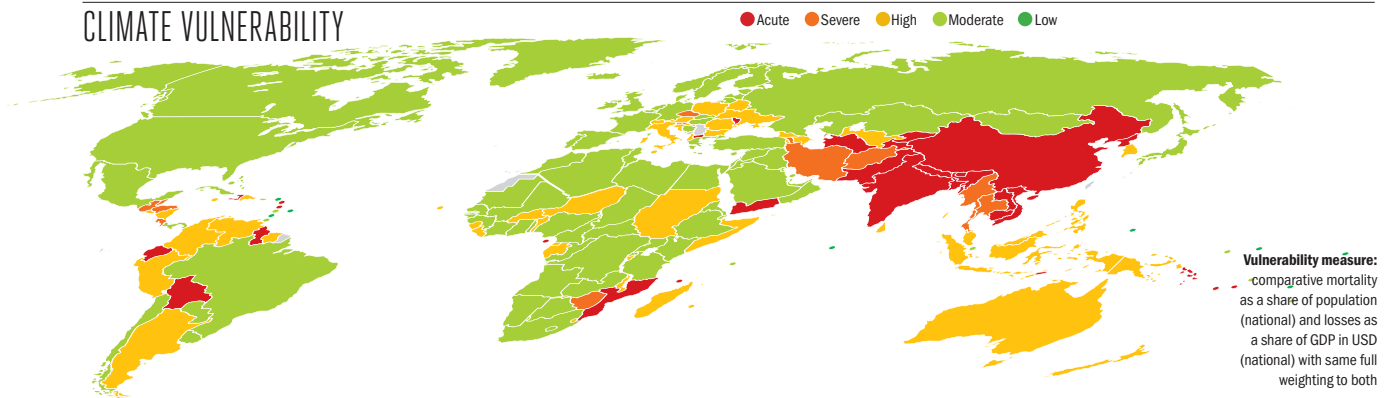 CLIMATE VULNERABILITY
Acute Severe High Moderate Low
Vulnerability measure:
comparative mortality
as a share of population
(national) and losses as
a share of GDP in USD
(national) with same full
weighting to both